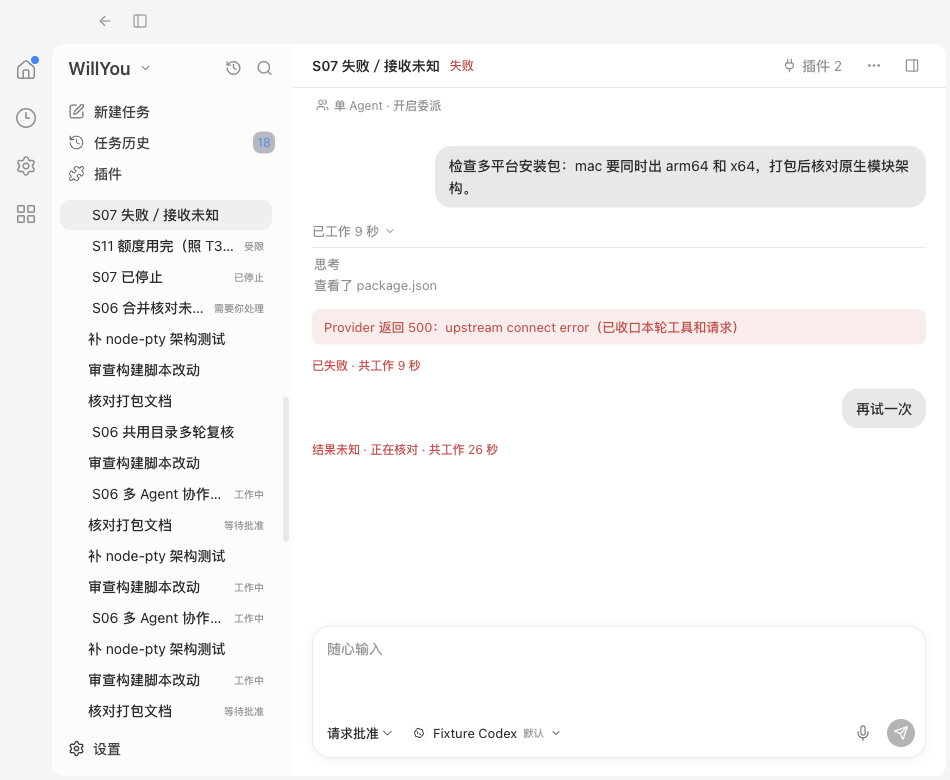 WillYou
新建任务
任务历史 18
插件
S07 失败 / 接收未知
S11 额度用完（照 T3... 受限
S07 已停止 已停止
S06 合并核对未... 需要你处理
补 node-pty 架构测试
审查构建脚本改动
核对打包文档
S06 共用目录多轮复核
审查构建脚本改动
S06 多 Agent 协作... 工作中
核对打包文档 等待批准
补 node-pty 架构测试
审查构建脚本改动 工作中
S06 多 Agent 协作... 工作中
补 node-pty 架构测试
审查构建脚本改动 工作中
核对打包文档 等待批准
设置
S07 失败 / 接收未知 失败
插件 2
单 Agent · 开启委派
检查多平台安装包：mac 要同时出 arm64 和 x64，打包后核对原生模块架
构。
已工作 9 秒
思考
查看了 package.json
Provider 返回 500：upstream connect error（已收口本轮工具和请求）
已失败 · 共工作 9 秒
再试一次
结果未知 · 正在核对 · 共工作 26 秒
随心输入
请求批准 Fixture Codex 默认